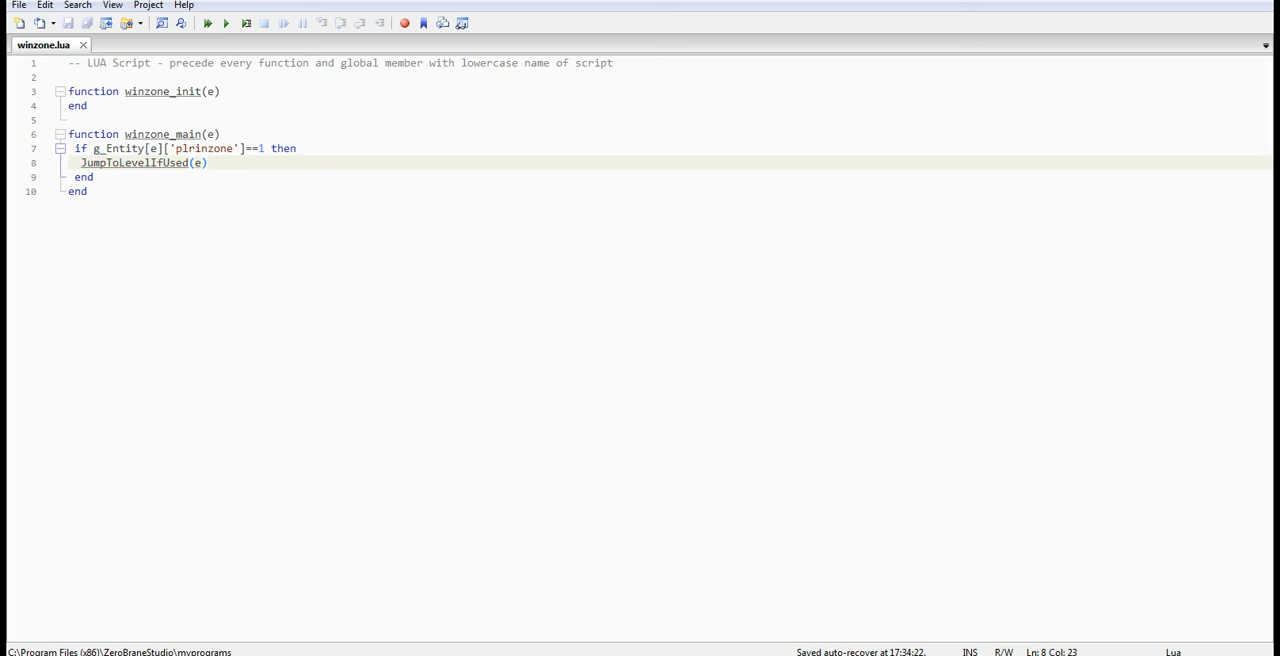 File Edit Search View Project Help
winzone.lua
1 -- LUA Script - precede every function and global member with lowercase name of script
2
3 function winzone_init(e)
4 end
5
6 function winzone_main(e)
7 if g_Entity[e]['plrinzone']==1 then
8 JumpToLevelIfUsed(e)
9 end
10 end
C:\Program Files (x86)\ZeroBraneStudio\myprograms Saved auto-recover at 17:34:22. INS R/W Ln: 8 Col: 23 Lua